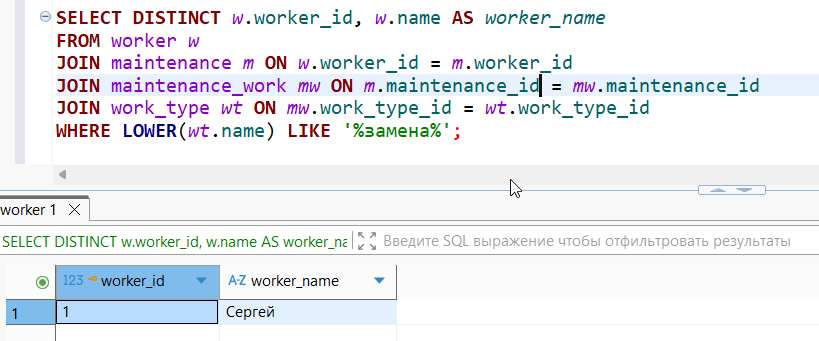 SELECT DISTINCT w.worker_id, w.name AS worker_name
FROM worker w
JOIN maintenance m ON w.worker_id = m.worker_id
JOIN maintenance_work mw ON m.maintenance_id = mw.maintenance_id
JOIN work_type wt ON mw.work_type_id = wt.work_type_id
WHERE LOWER(wt.name) LIKE '%замена%';
worker 1
SELECT DISTINCT w.worker_id, w.name AS worker_na Введите SQL выражение чтобы отфильтровать результаты
123 worker_id A-Z worker_name
1 1 Сергей